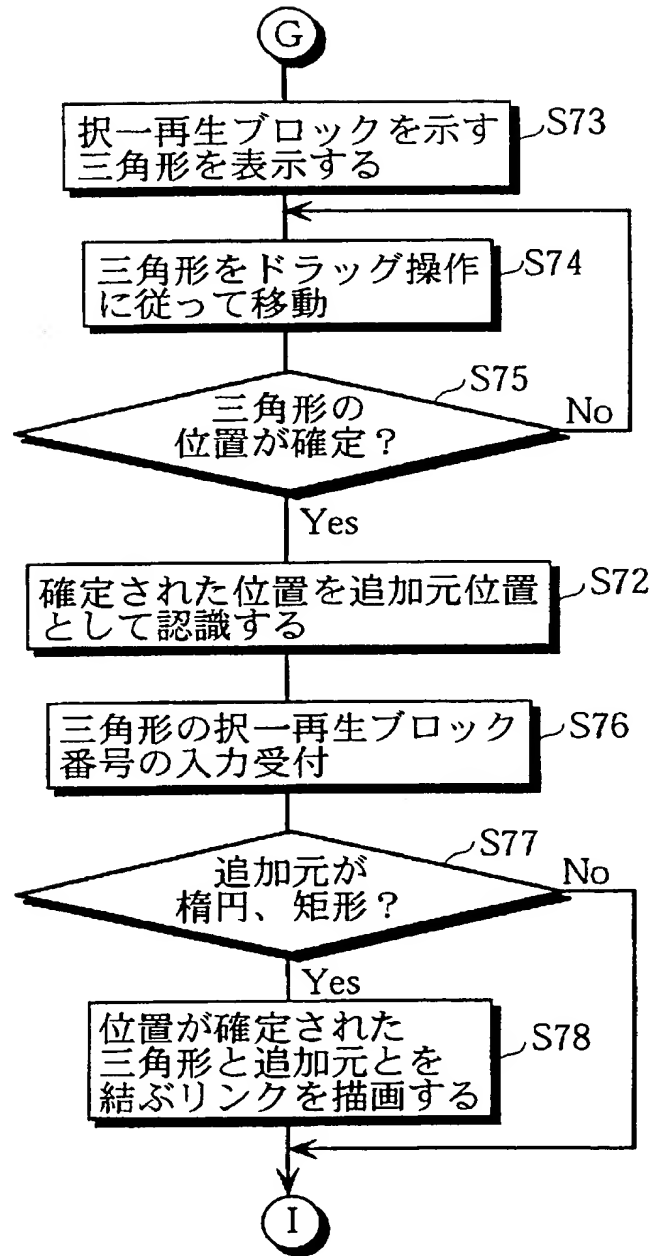 G
択一再生ブロックを示す
三角形を表示する
S73
三角形をドラッグ操作
に従って移動
S74
S75
三角形の
位置が確定?
No
Yes
確定された位置を追加元位置
として認識する
S72
三角形の択一再生ブロック
番号の入力受付
S76
S77
追加元が
楕円、矩形?
No
Yes
位置が確定された
三角形と追加元とを
結ぶリンクを描画する
S78
I